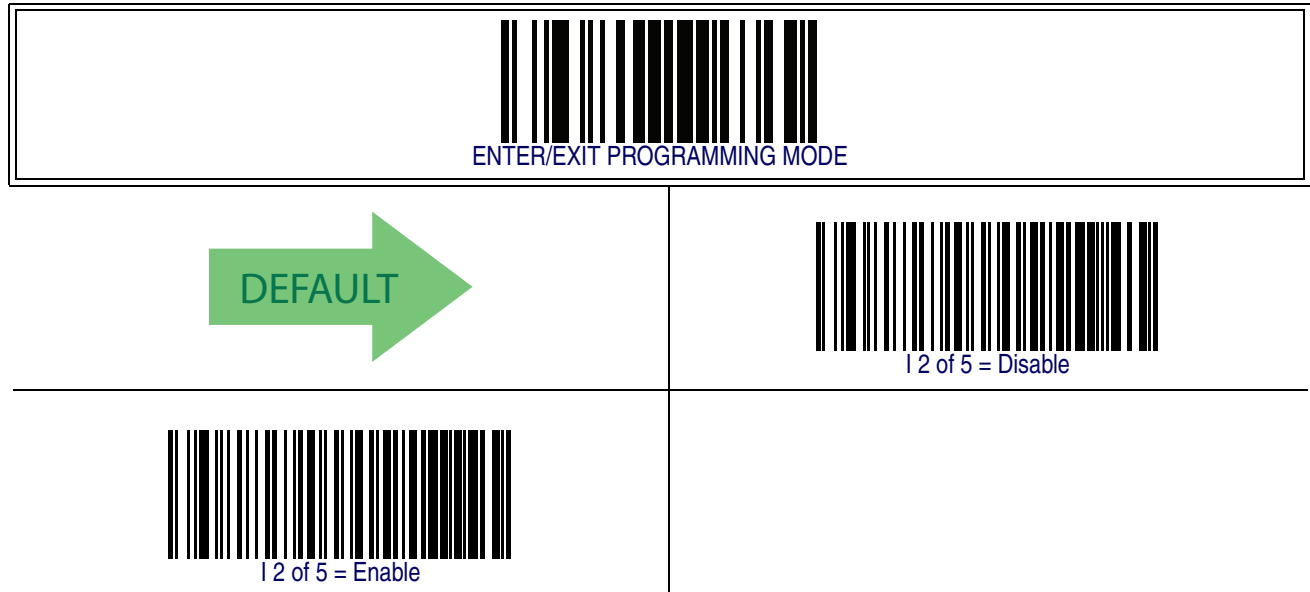 ENTER/EXIT PROGRAMMING MODE
DEFAULT
I 2 of 5 = Disable
I 2 of 5 = Enable